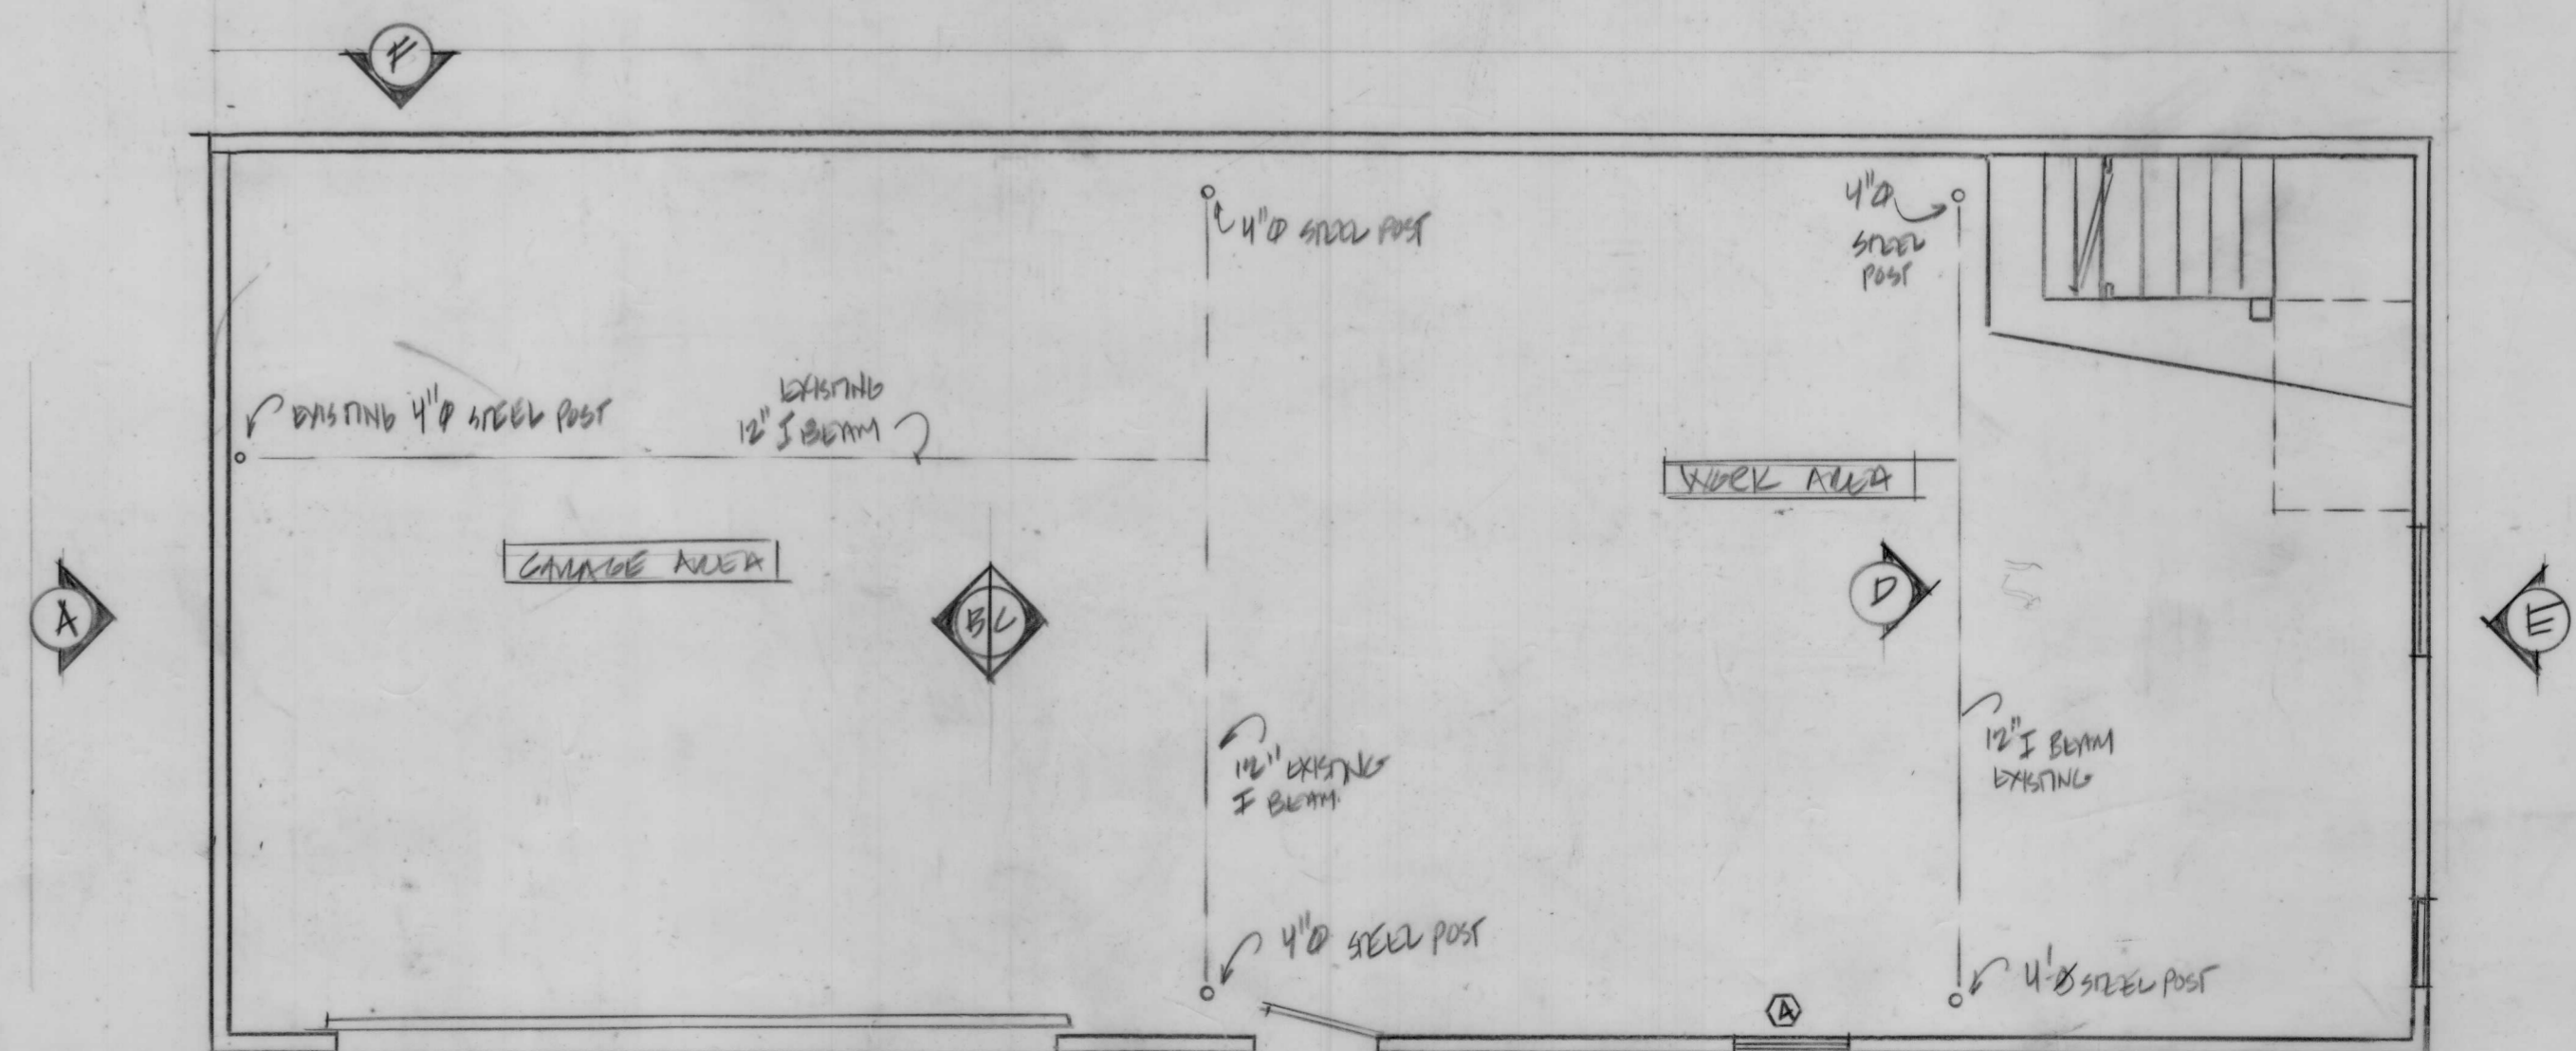 F
4"Ø STEEL POST
4"Ø
STEEL
POST
EXISTING 4"Ø STEEL POST
EXISTING
12" I BEAM
WORK AREA
GARAGE AREA
A
B C
D
E
12" EXISTING
I BEAM
12" I BEAM
EXISTING
4"Ø STEEL POST
4'Ø STEEL POST
A